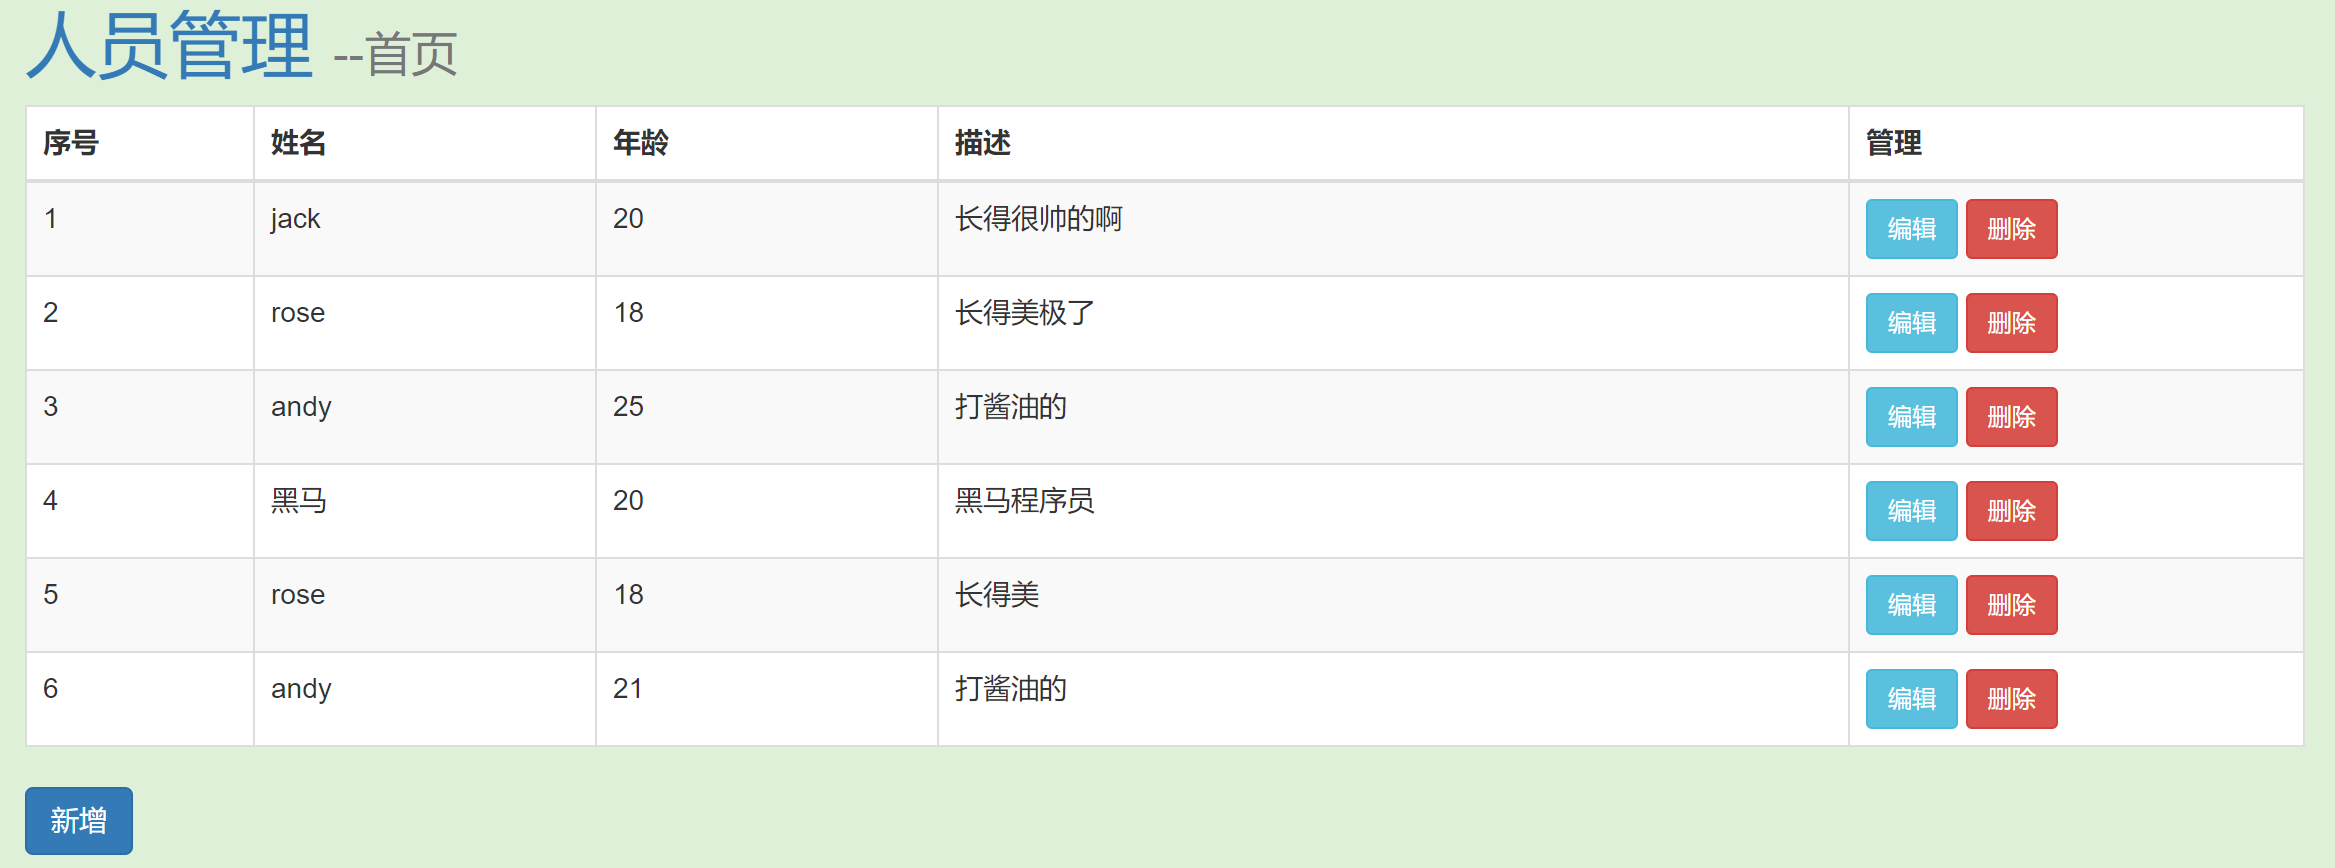 人员管理 --首页
序号 姓名 年龄 描述 管理
1 jack 20 长得很帅的啊 编辑 删除
2 rose 18 长得美极了 编辑 删除
3 andy 25 打酱油的 编辑 删除
4 黑马 20 黑马程序员 编辑 删除
5 rose 18 长得美 编辑 删除
6 andy 21 打酱油的 编辑 删除
新增